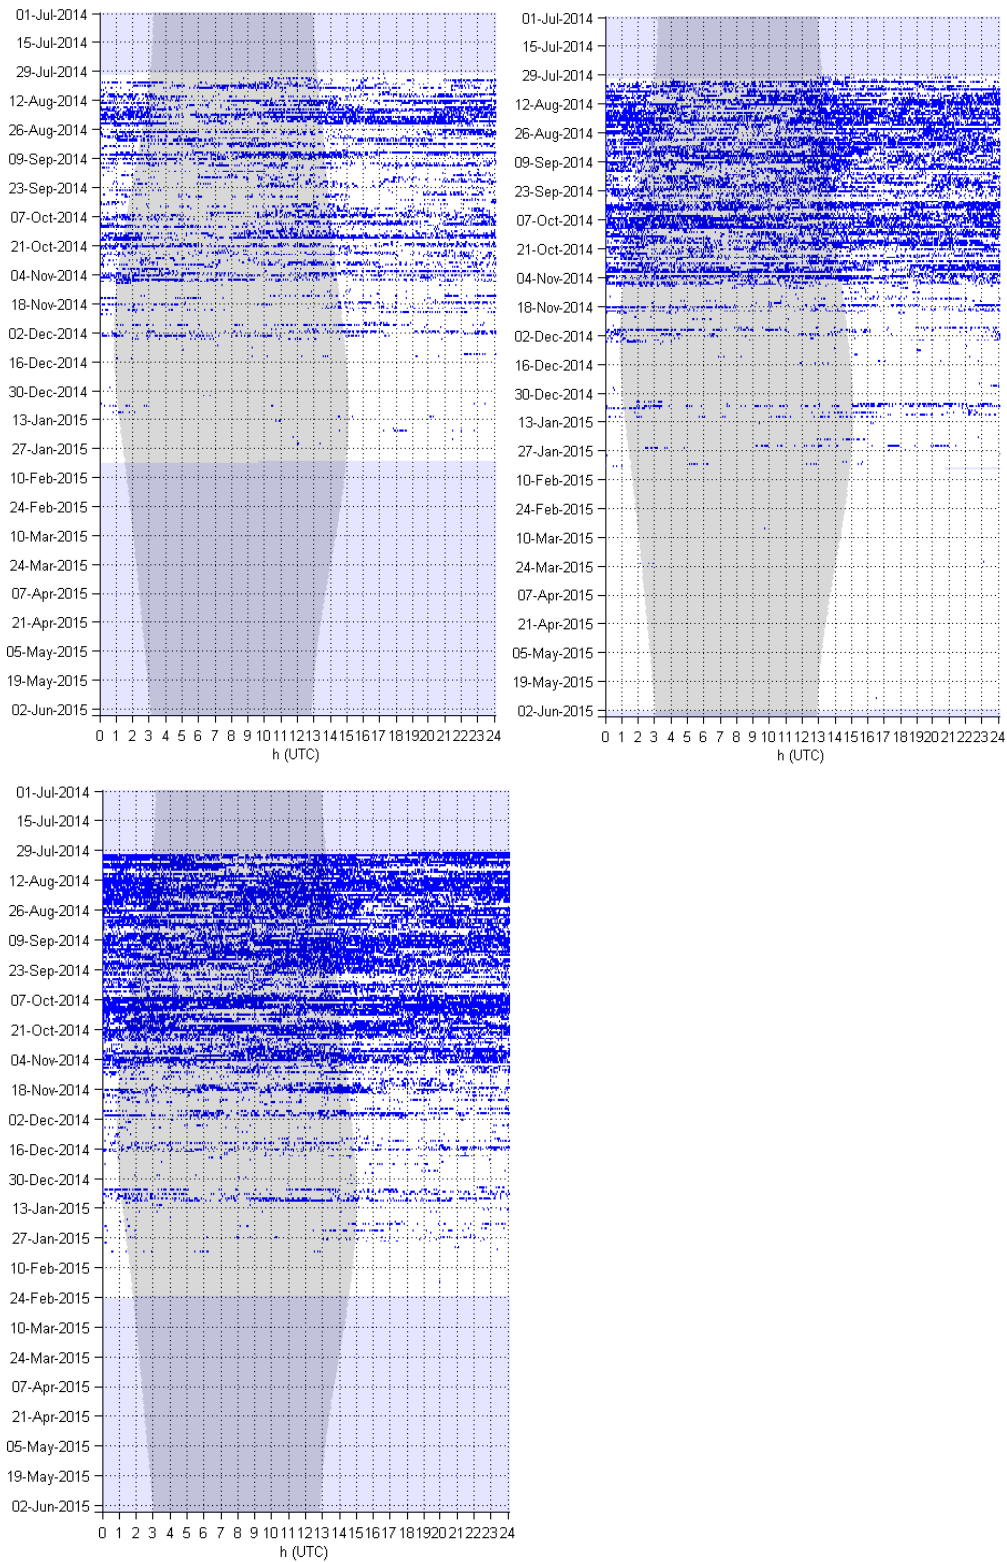 01-Jul-2014
15-Jul-2014
29-Jul-2014
12-Aug-2014
26-Aug-2014
09-Sep-2014
23-Sep-2014
07-Oct-2014
21-Oct-2014
04-Nov-2014
18-Nov-2014
02-Dec-2014
16-Dec-2014
30-Dec-2014
13-Jan-2015
27-Jan-2015
10-Feb-2015
24-Feb-2015
10-Mar-2015
24-Mar-2015
07-Apr-2015
21-Apr-2015
05-May-2015
19-May-2015
02-Jun-2015
0 1 2 3 4 5 6 7 8 9 10 11 12 13 14 15 16 17 18 19 20 21 22 23 24
h (UTC)
01-Jul-2014
15-Jul-2014
29-Jul-2014
12-Aug-2014
26-Aug-2014
09-Sep-2014
23-Sep-2014
07-Oct-2014
21-Oct-2014
04-Nov-2014
18-Nov-2014
02-Dec-2014
16-Dec-2014
30-Dec-2014
13-Jan-2015
27-Jan-2015
10-Feb-2015
24-Feb-2015
10-Mar-2015
24-Mar-2015
07-Apr-2015
21-Apr-2015
05-May-2015
19-May-2015
02-Jun-2015
0 1 2 3 4 5 6 7 8 9 10 11 12 13 14 15 16 17 18 19 20 21 22 23 24
h (UTC)
01-Jul-2014
15-Jul-2014
29-Jul-2014
12-Aug-2014
26-Aug-2014
09-Sep-2014
23-Sep-2014
07-Oct-2014
21-Oct-2014
04-Nov-2014
18-Nov-2014
02-Dec-2014
16-Dec-2014
30-Dec-2014
13-Jan-2015
27-Jan-2015
10-Feb-2015
24-Feb-2015
10-Mar-2015
24-Mar-2015
07-Apr-2015
21-Apr-2015
05-May-2015
19-May-2015
02-Jun-2015
0 1 2 3 4 5 6 7 8 9 10 11 12 13 14 15 16 17 18 19 20 21 22 23 24
h (UTC)